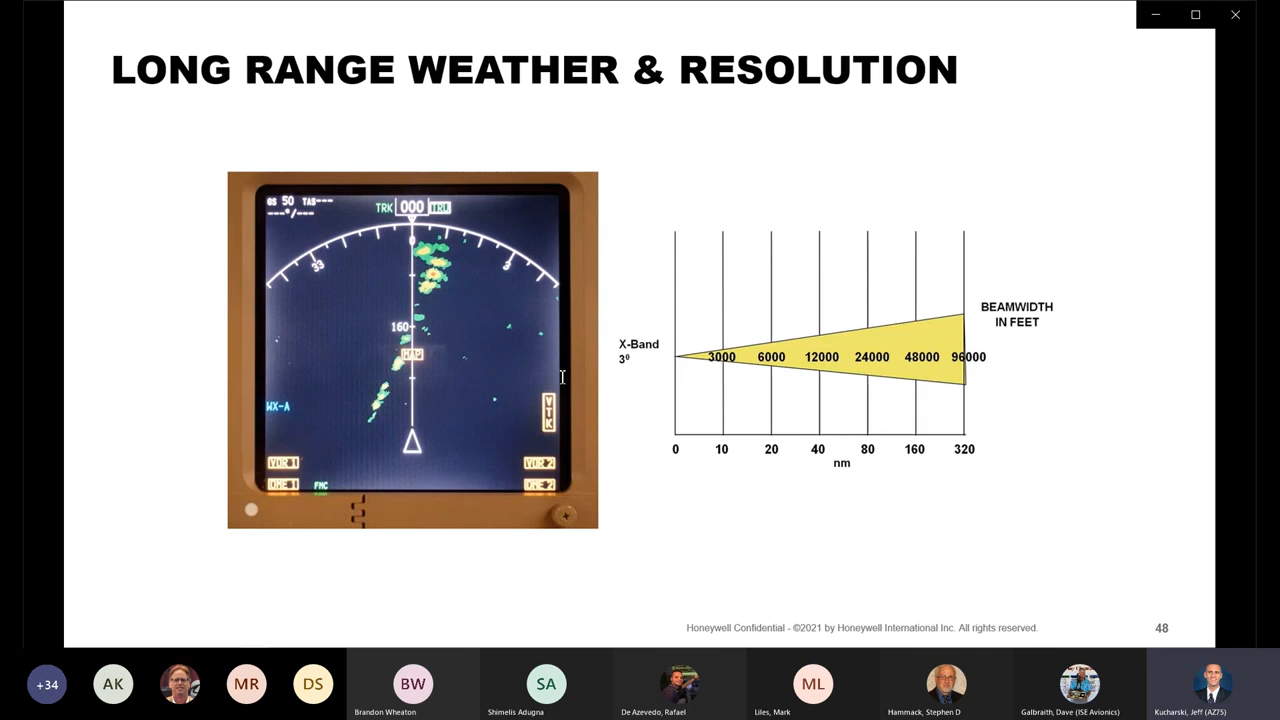 LONG RANGE WEATHER & RESOLUTION
GS 50 TAS---
---°/---
TRK 000 TRU
0
33
3
160
MAP
WX-A
VTK
VOR 1
VOR 2
DME 1
FMC
DME 2
BEAMWIDTH
IN FEET
X-Band
3⁰
3000 6000 12000 24000 48000 96000
0 10 20 40 80 160 320
nm
Honeywell Confidential - ©2021 by Honeywell International Inc. All rights reserved.
48
+34
AK
MR
DS
BW
SA
ML
Brandon Wheaton
Shimelis Adugna
De Azevedo, Rafael
Liles, Mark
Hammack, Stephen D
Galbraith, Dave (ISE Avionics)
Kucharski, Jeff (AZ75)